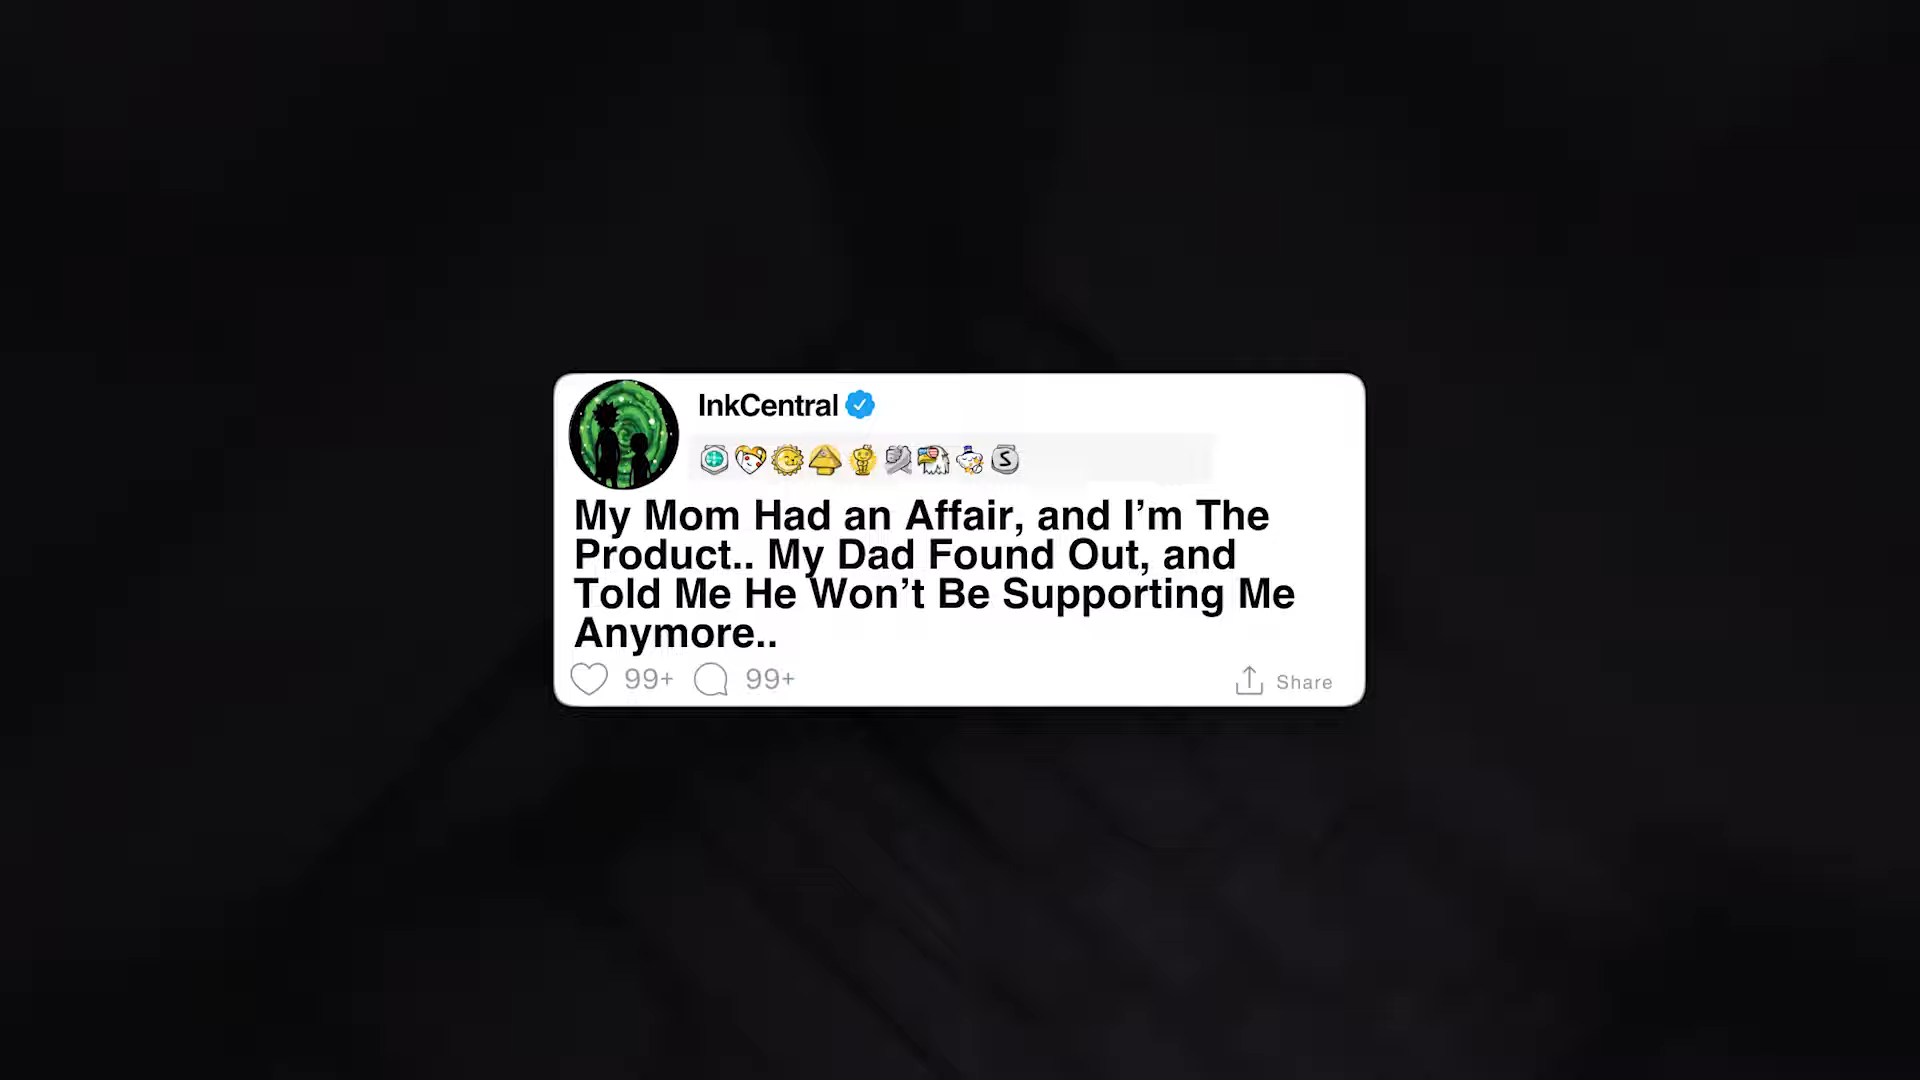 InkCentral
My Mom Had an Affair, and I’m The
Product.. My Dad Found Out, and
Told Me He Won’t Be Supporting Me
Anymore..
99+ 99+ Share